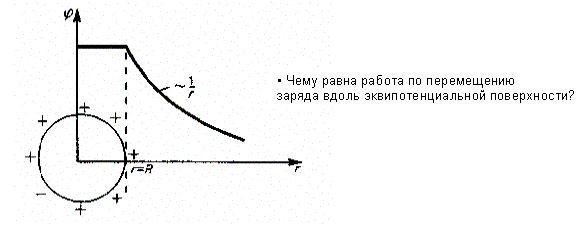 φ
~ 1/r
• Чему равна работа по перемещению
заряда вдоль эквипотенциальной поверхности?
+ + +
+ +
r=R
r
− +
+